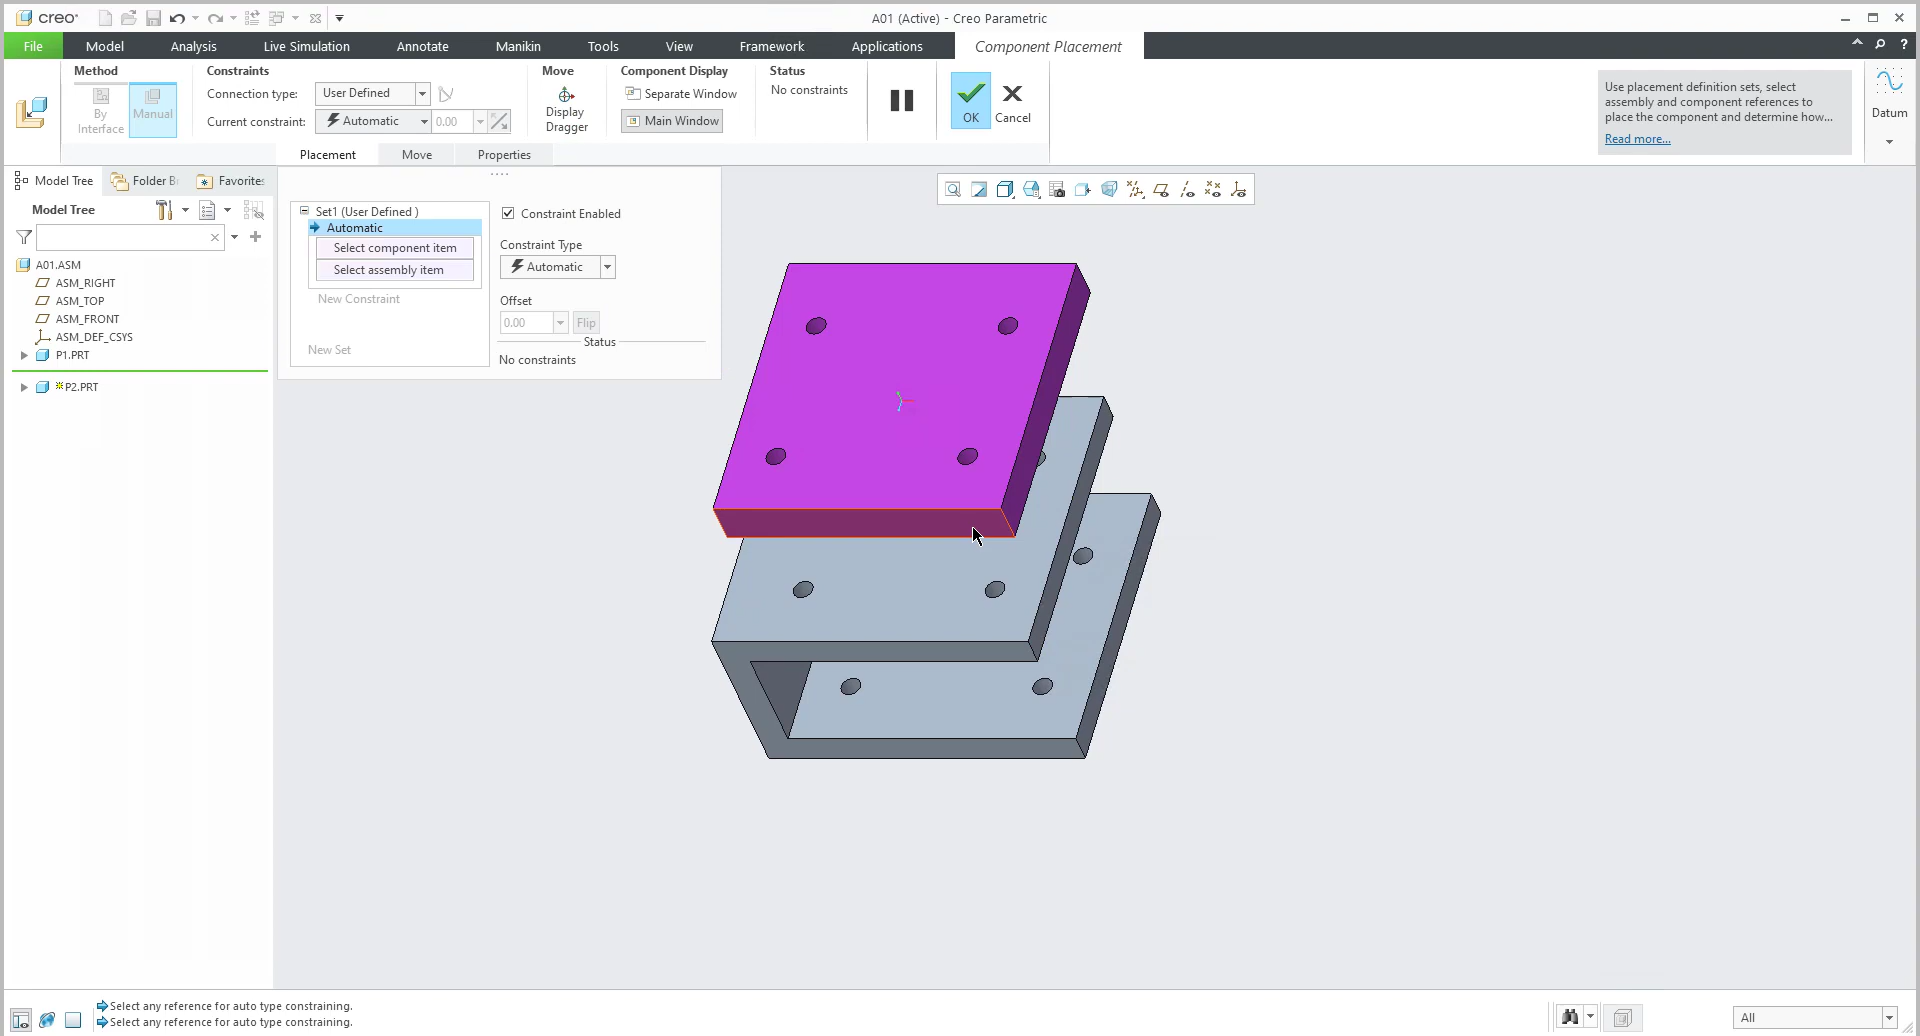 creo®
A01 (Active) - Creo Parametric
File
Model
Analysis
Live Simulation
Annotate
Manikin
Tools
View
Framework
Applications
Component Placement
Method
By
Interface
Manual
Constraints
Connection type:
User Defined
Current constraint:
Automatic
0.00
Move
Display
Dragger
Component Display
Separate Window
Main Window
Status
No constraints
OK
Cancel
Use placement definition sets, select
assembly and component references to
place the component and determine how...
Read more...
Datum
Placement
Move
Properties
Model Tree
Folder B
Favorites
Model Tree
A01.ASM
ASM_RIGHT
ASM_TOP
ASM_FRONT
ASM_DEF_CSYS
P1.PRT
P2.PRT
Set1 (User Defined )
Automatic
Select component item
Select assembly item
New Constraint
New Set
Constraint Enabled
Constraint Type
Automatic
Offset
0.00
Flip
Status
No constraints
Select any reference for auto type constraining.
Select any reference for auto type constraining.
All